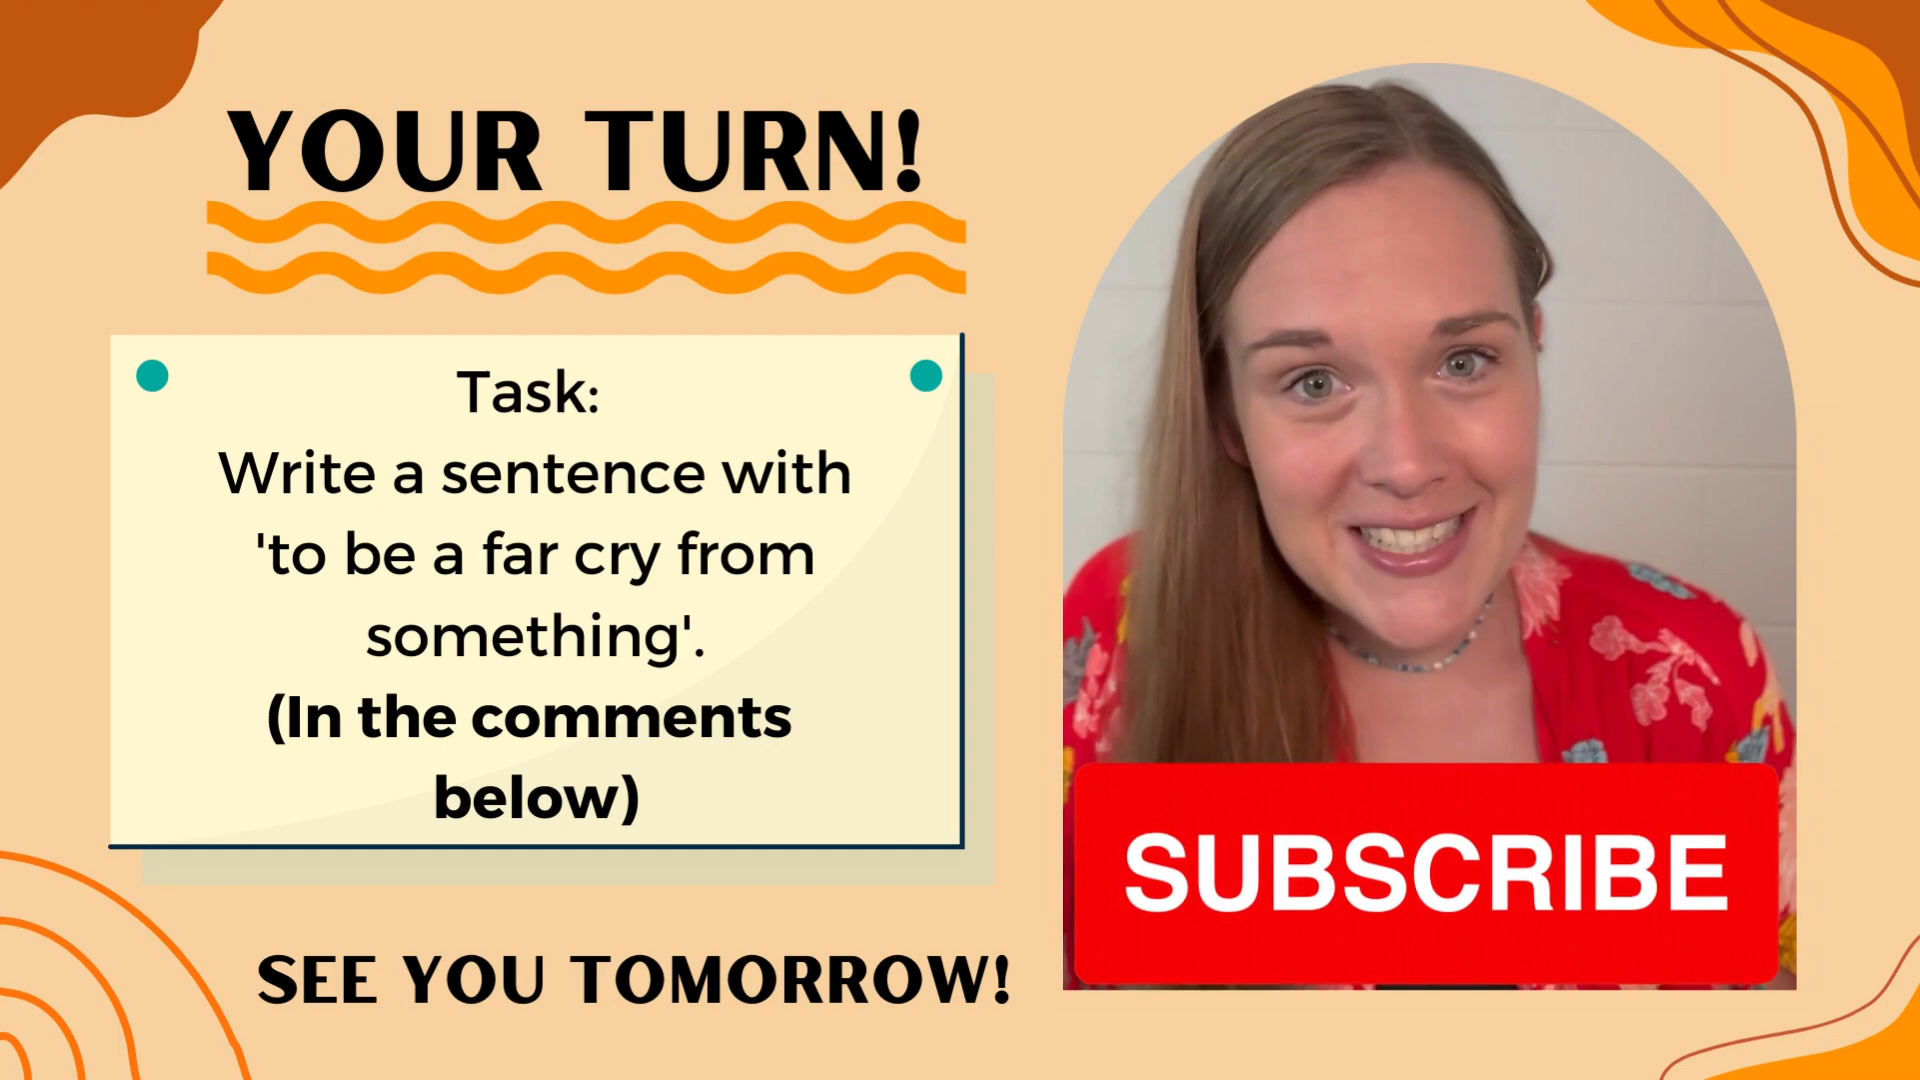 YOUR TURN!
Task:
Write a sentence with
'to be a far cry from
something'.
(In the comments
below)
SEE YOU TOMORROW!
SUBSCRIBE